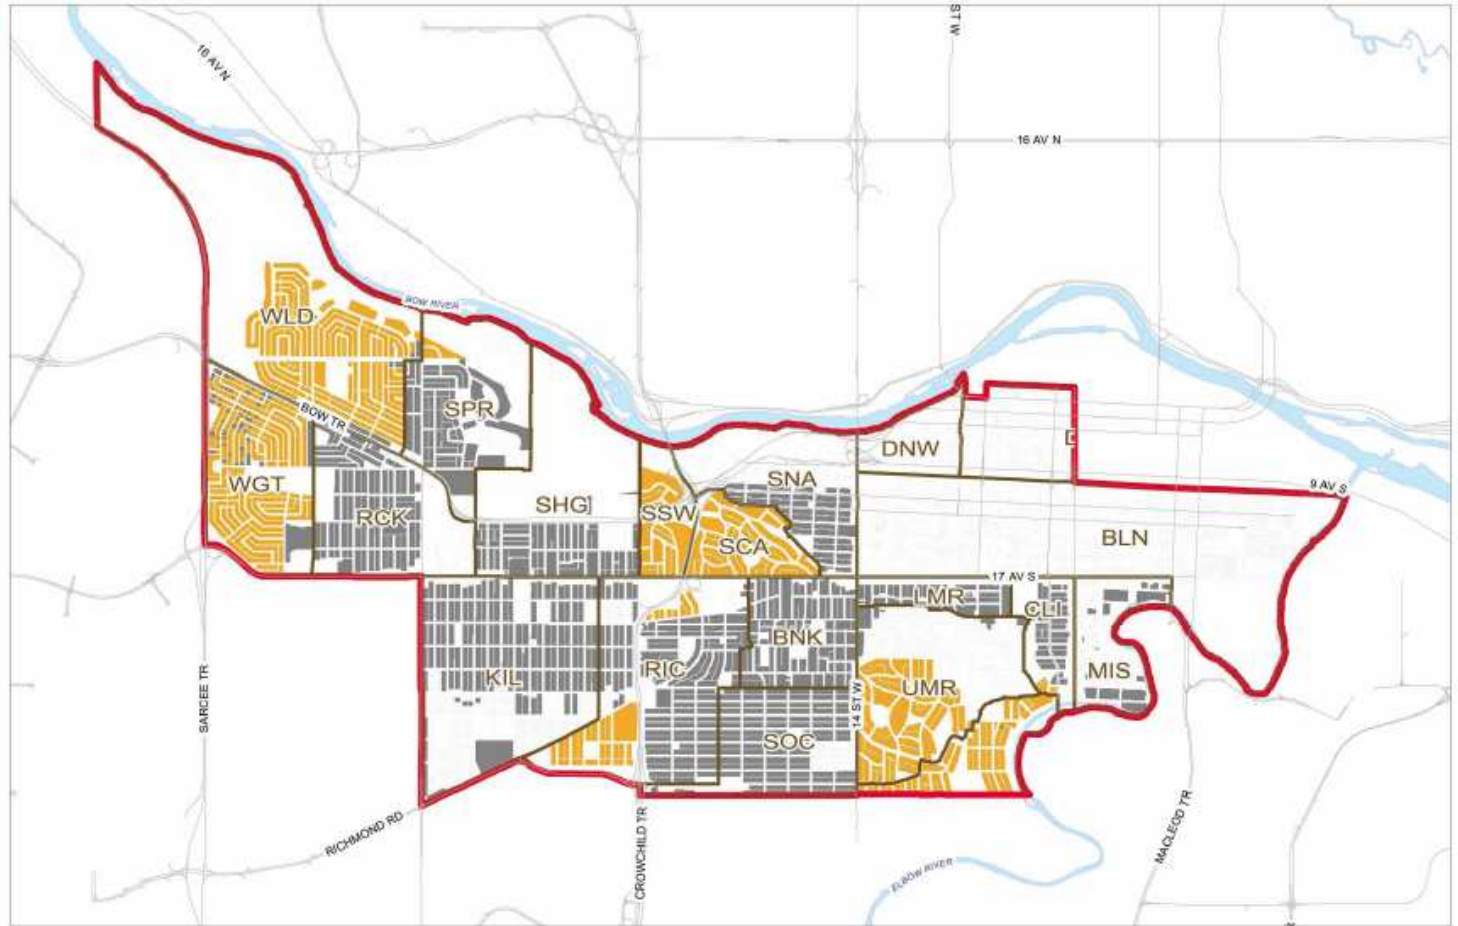 ST W
16 AV N
16 AV N
BOW RIVER
WLD
BOW TR
SPR
DNW
SNA
WGT
9 AV S
RCK
SHG
SSW
SCA
BLN
17 AV S
LMR
CLI
BNK
KIL
RIC
MIS
UMR
SARCEE TR
14 ST W
SOC
RICHMOND RD
CROWCHILD TR
MACLEOD TR
ELBOW RIVER